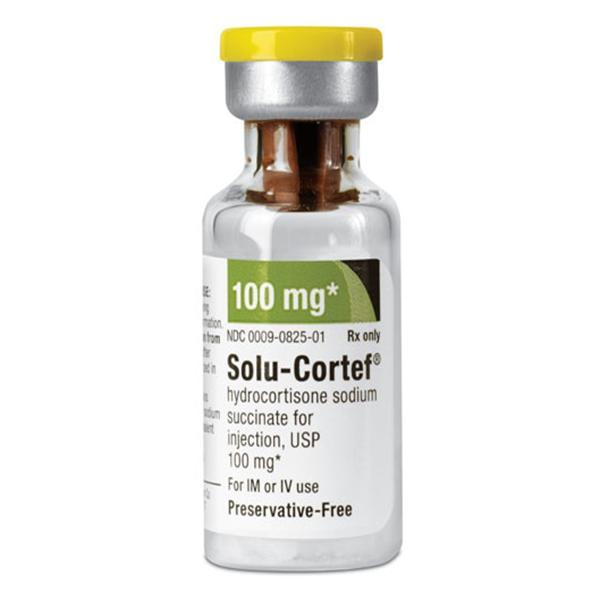 100 mg*
NDC 0009-0825-01 Rx only
Solu-Cortef®
hydrocortisone sodium
succinate for
injection, USP
100 mg*
For IM or IV use
Preservative-Free